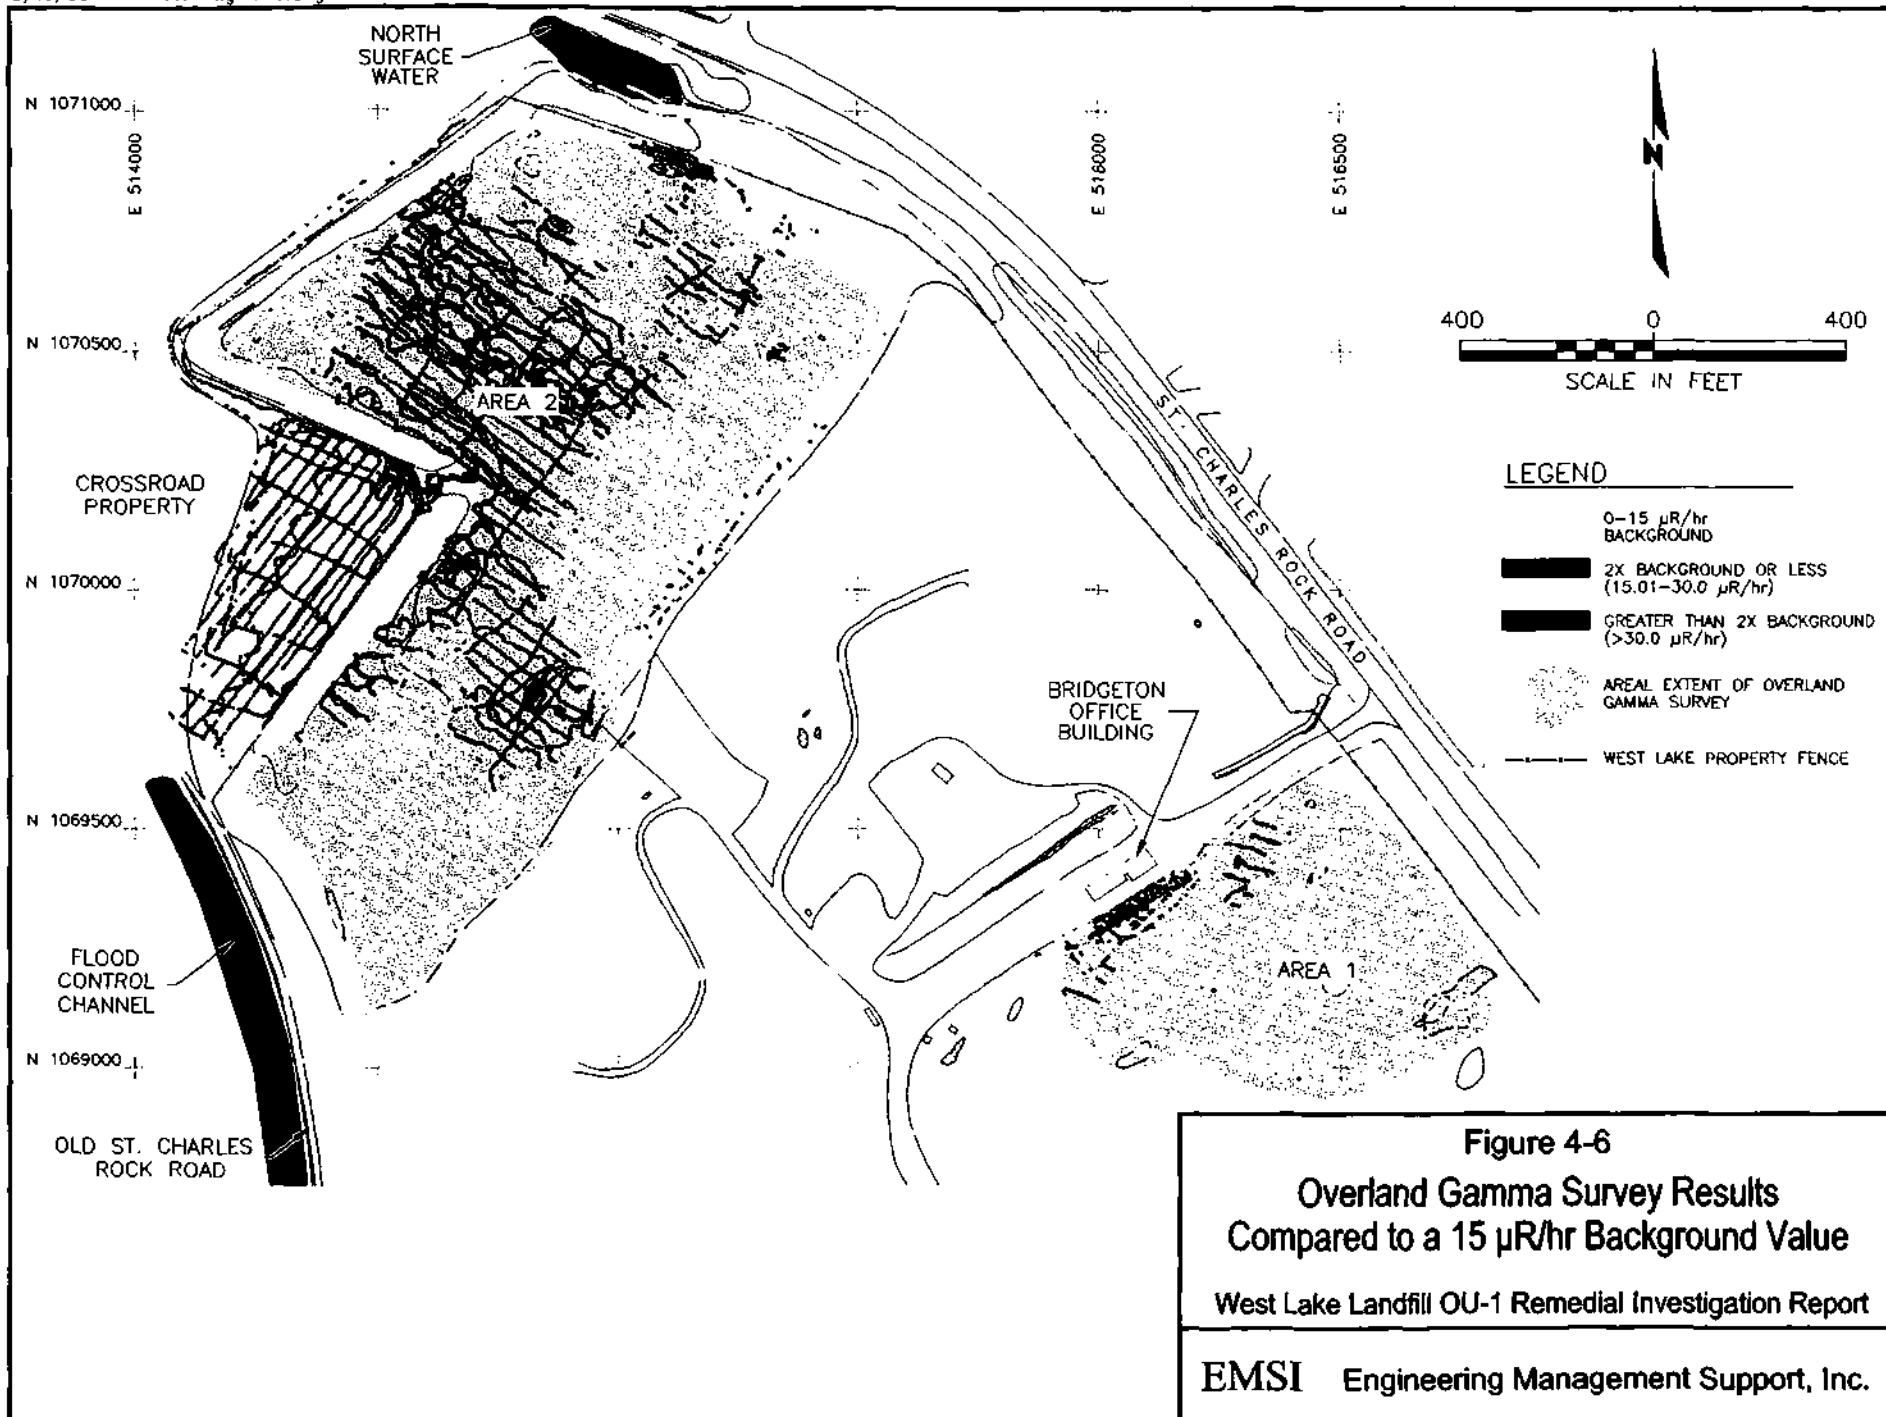 NORTH
SURFACE
WATER
N 1071000
E 514000
E 516000
E 516500
N
N 1070500
400 0 400
SCALE IN FEET
AREA 2
ST. CHARLES ROCK ROAD
CROSSROAD
PROPERTY
LEGEND
0-15 µR/hr
BACKGROUND
2X BACKGROUND OR LESS
(15.01-30.0 µR/hr)
GREATER THAN 2X BACKGROUND
(>30.0 µR/hr)
AREAL EXTENT OF OVERLAND
GAMMA SURVEY
WEST LAKE PROPERTY FENCE
N 1070000
BRIDGETON
OFFICE
BUILDING
N 1069500
FLOOD
CONTROL
CHANNEL
AREA 1
N 1069000
OLD ST. CHARLES
ROCK ROAD
Figure 4-6
Overland Gamma Survey Results
Compared to a 15 µR/hr Background Value
West Lake Landfill OU-1 Remedial Investigation Report
EMSI Engineering Management Support, Inc.